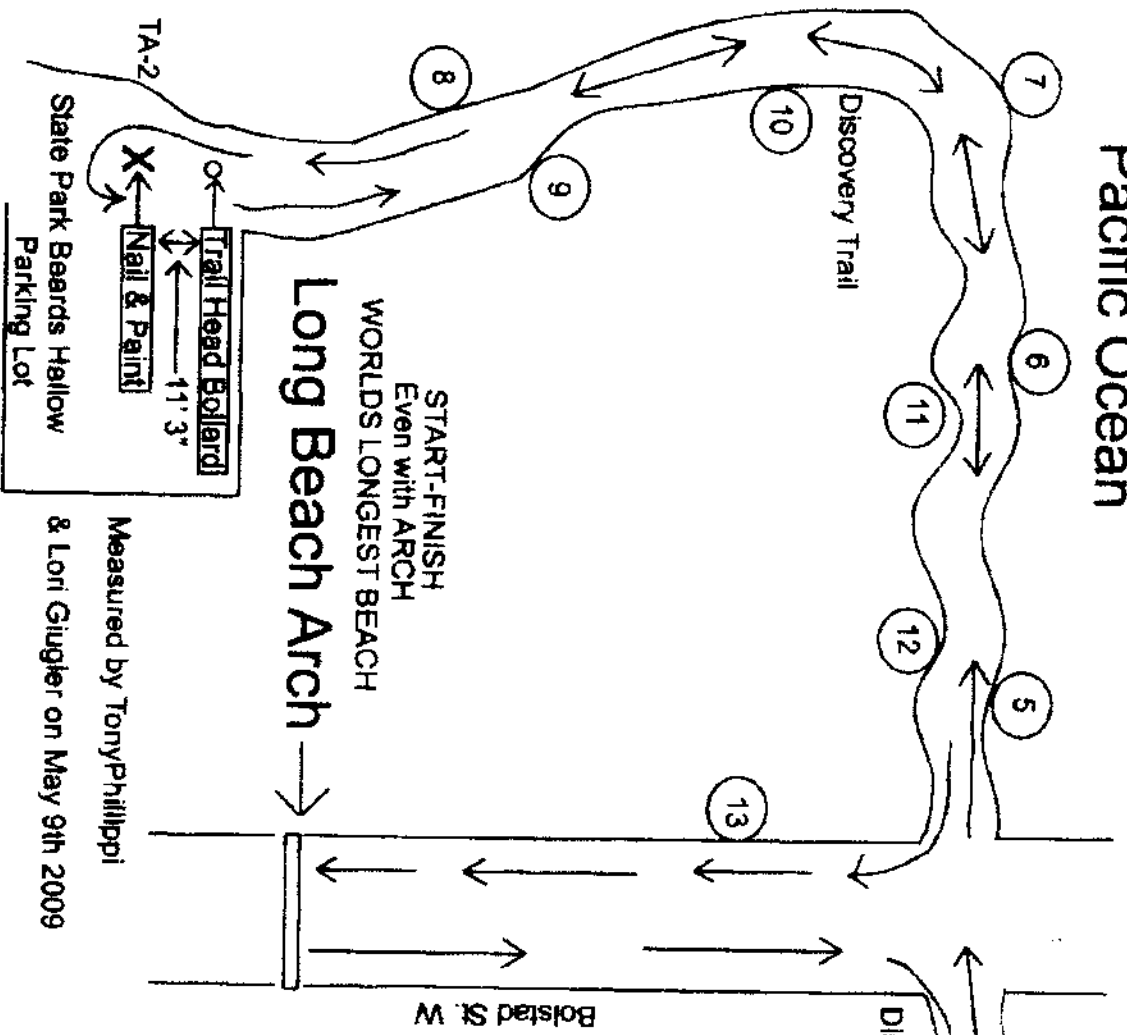 Pacific Ocean
7
6
5
8
10
9
11
12
13
Discovery Trail
TA-2
Trail Head Bollard
Nail & Paint
11' 3"
State Park Beards Hallow
Parking Lot
START-FINISH
Even with ARCH
WORLDS LONGEST BEACH
Long Beach Arch
Measured by TonyPhillippi
& Lori Giugler on May 9th 2009
Bolstad St. W